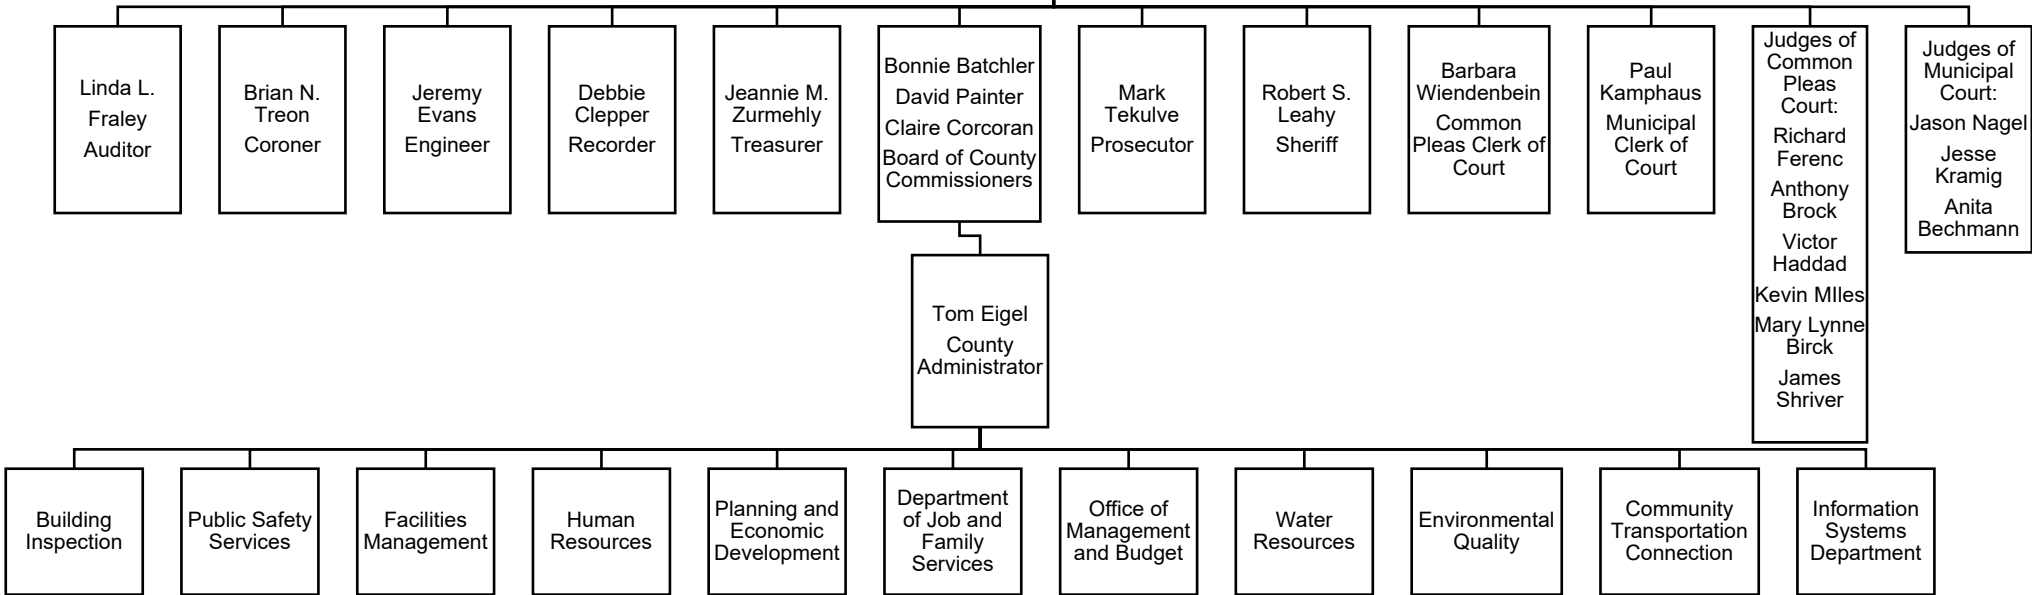 Linda L.
Fraley
Auditor
Brian N.
Treon
Coroner
Jeremy
Evans
Engineer
Debbie
Clepper
Recorder
Jeannie M.
Zurmehly
Treasurer
Bonnie Batchler
David Painter
Claire Corcoran
Board of County
Commissioners
Mark
Tekulve
Prosecutor
Robert S.
Leahy
Sheriff
Barbara
Wiendenbein
Common
Pleas Clerk of
Court
Paul
Kamphaus
Municipal
Clerk of
Court
Judges of
Common
Pleas
Court:
Richard
Ferenc
Anthony
Brock
Victor
Haddad
Kevin MIles
Mary Lynne
Birck
James
Shriver
Judges of
Municipal
Court:
Jason Nagel
Jesse
Kramig
Anita
Bechmann
Tom Eigel
County
Administrator
Building
Inspection
Public Safety
Services
Facilities
Management
Human
Resources
Planning and
Economic
Development
Department
of Job and
Family
Services
Office of
Management
and Budget
Water
Resources
Environmental
Quality
Community
Transportation
Connection
Information
Systems
Department